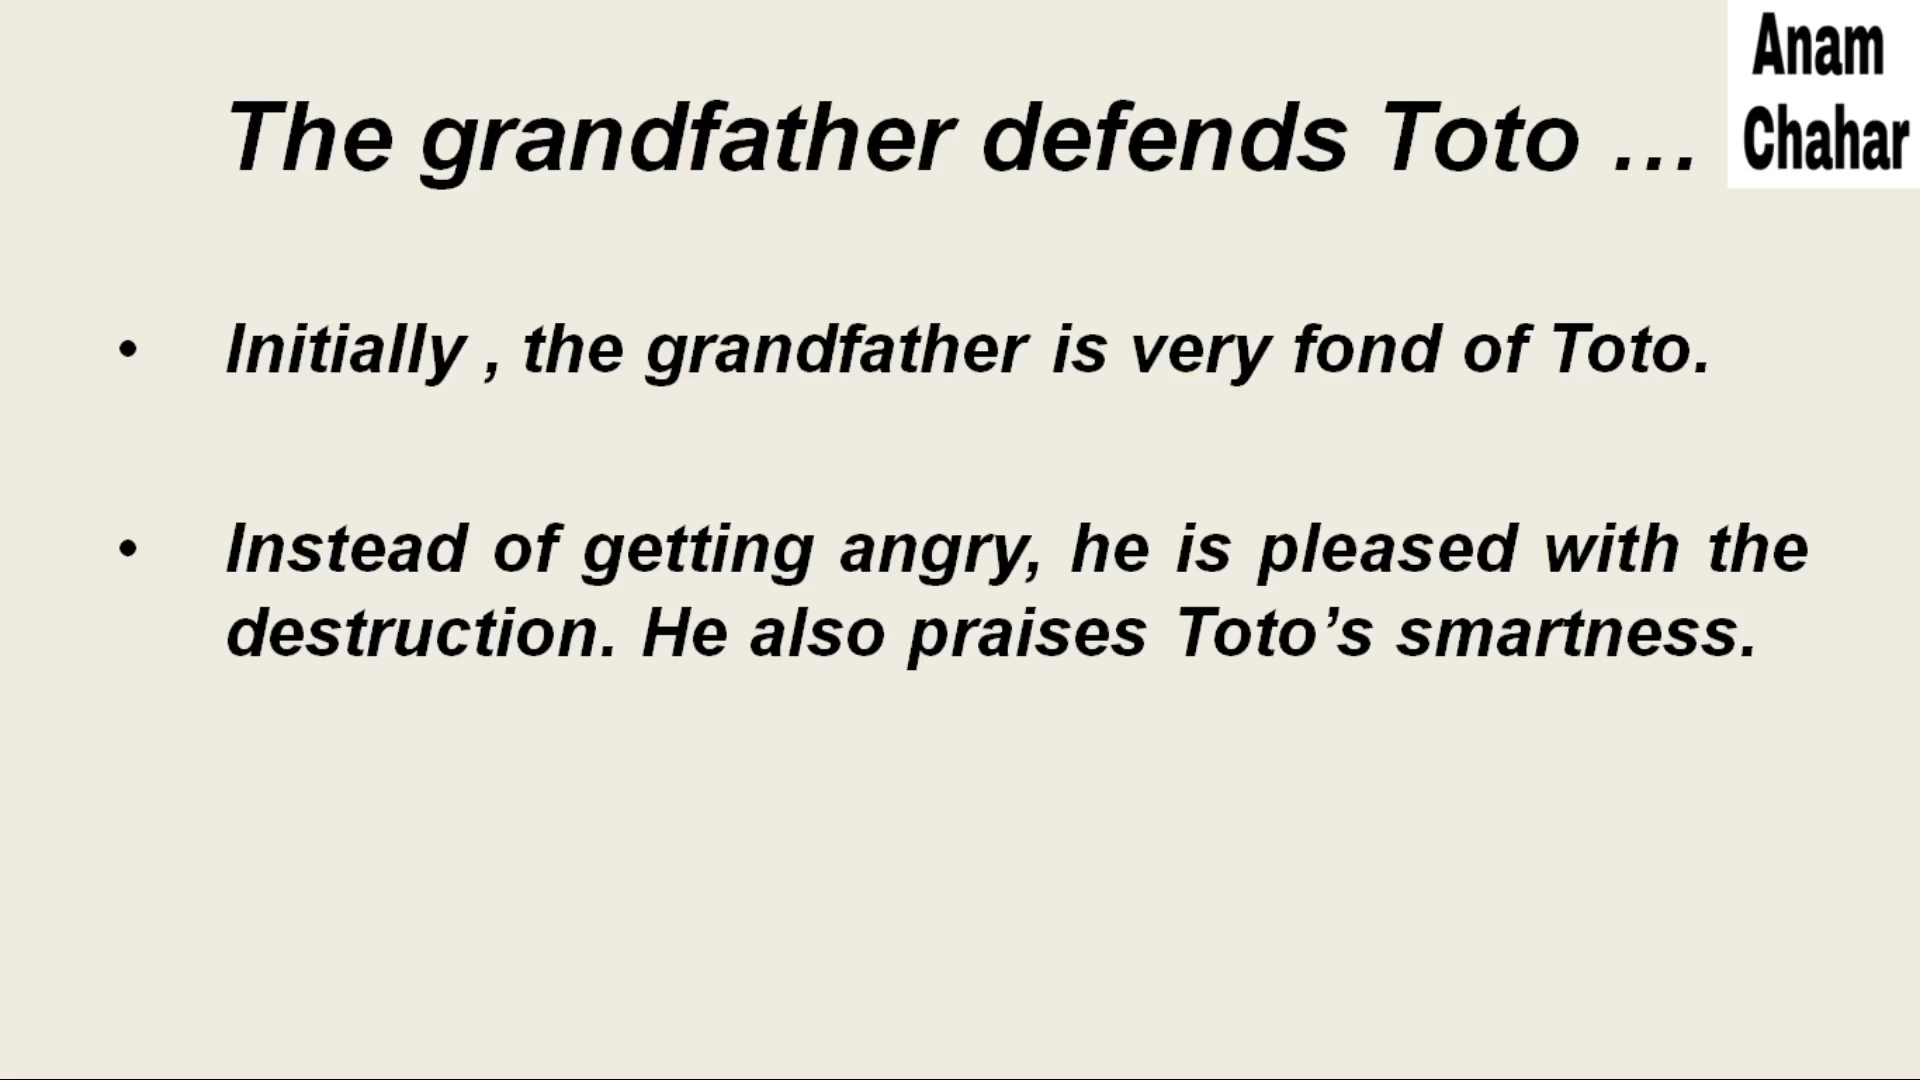 Anam
Chahar
The grandfather defends Toto ...
• Initially , the grandfather is very fond of Toto.
• Instead of getting angry, he is pleased with the
destruction. He also praises Toto’s smartness.